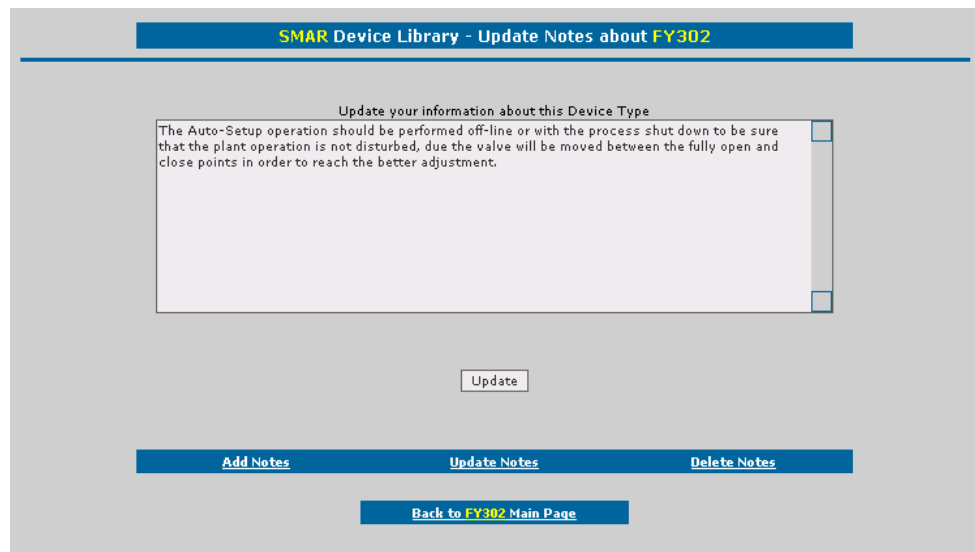 SMAR Device Library - Update Notes about FY302
Update your information about this Device Type
The Auto-Setup operation should be performed off-line or with the process shut down to be sure
that the plant operation is not disturbed, due the valve will be moved between the fully open and
close points in order to reach the better adjustment.
Update
Add Notes Update Notes Delete Notes
Back to FY302 Main Page